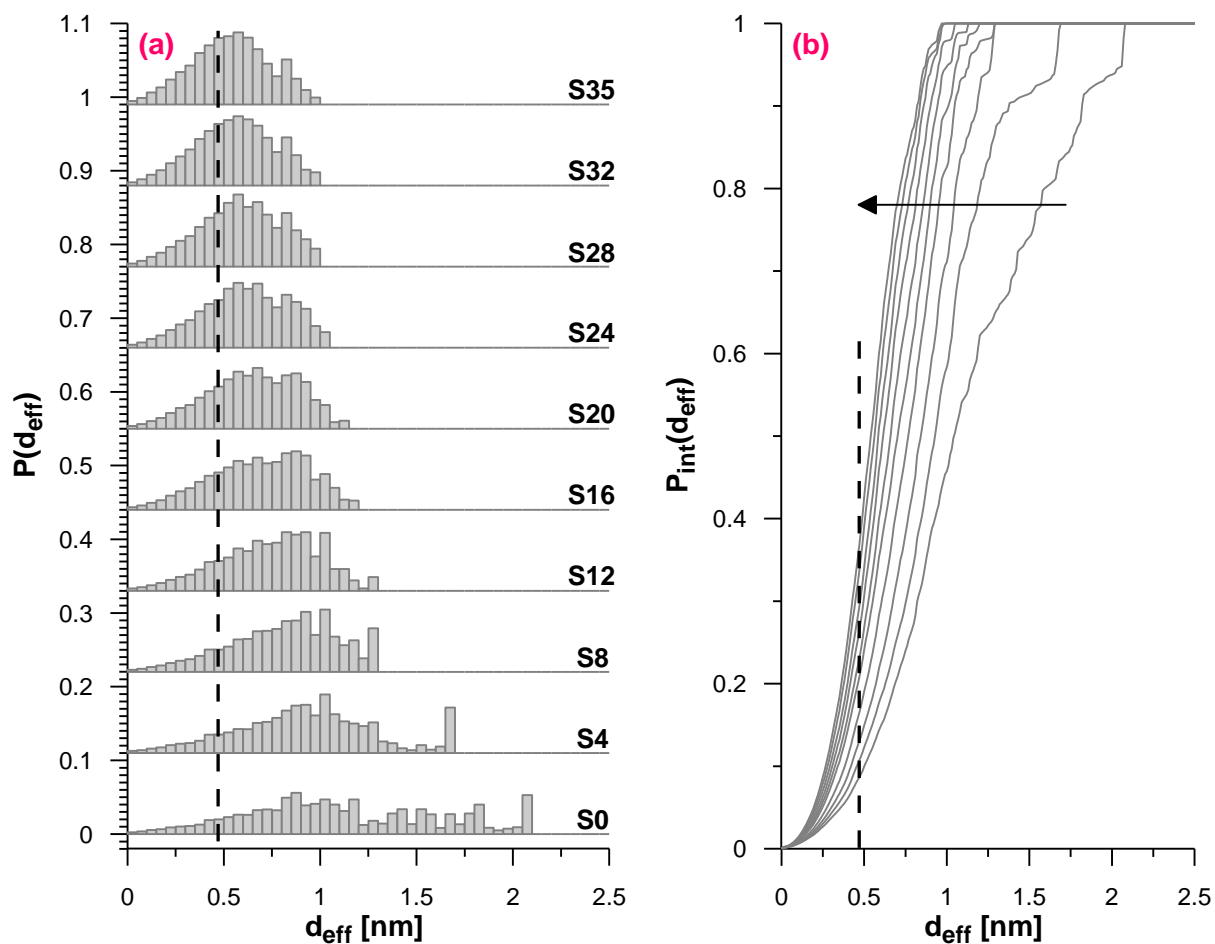 (a)
1.1
1
0.9
0.8
0.7
0.6
0.5
0.4
0.3
0.2
0.1
0
P(d_eff)
S35
S32
S28
S24
S20
S16
S12
S8
S4
S0
0 0.5 1 1.5 2 2.5
d_eff [nm]
(b)
1
0.8
0.6
0.4
0.2
0
P_int(d_eff)
0 0.5 1 1.5 2 2.5
d_eff [nm]